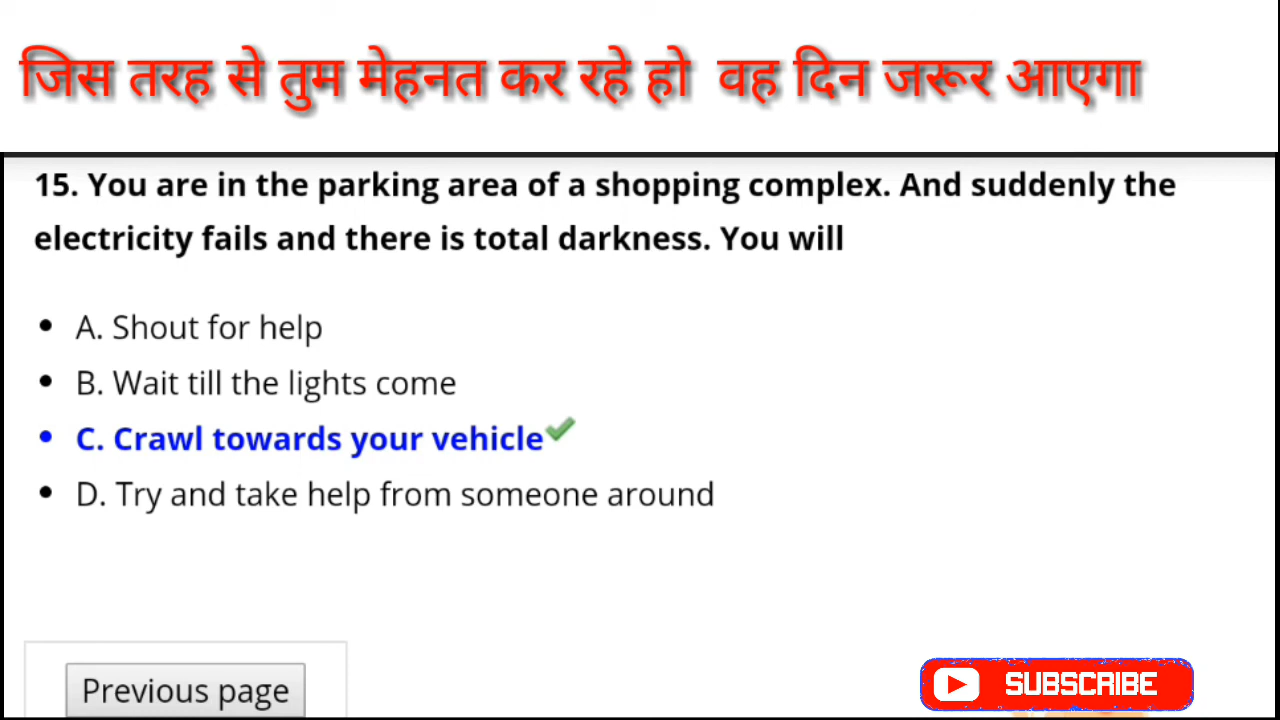 जिस तरह से तुम मेहनत कर रहे हो वह दिन जरूर आएगा
15. You are in the parking area of a shopping complex. And suddenly the
electricity fails and there is total darkness. You will
• A. Shout for help
• B. Wait till the lights come
• C. Crawl towards your vehicle
• D. Try and take help from someone around
Previous page
SUBSCRIBE